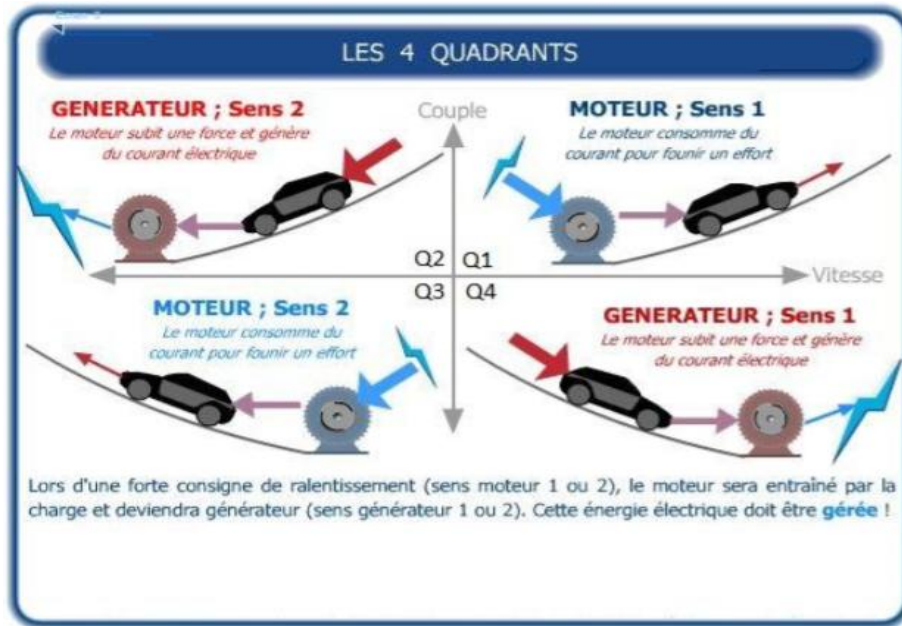 LES 4 QUADRANTS
GENERATEUR ; Sens 2
Le moteur subit une force et génère
du courant électrique
Couple
MOTEUR ; Sens 1
Le moteur consomme du
courant pour founir un effort
Q2 Q1
Vitesse
Q3 Q4
MOTEUR ; Sens 2
Le moteur consomme du
courant pour founir un effort
GENERATEUR ; Sens 1
Le moteur subit une force et génère
du courant électrique
Lors d'une forte consigne de ralentissement (sens moteur 1 ou 2), le moteur sera entraîné par la
charge et deviendra générateur (sens générateur 1 ou 2). Cette énergie électrique doit être gérée !